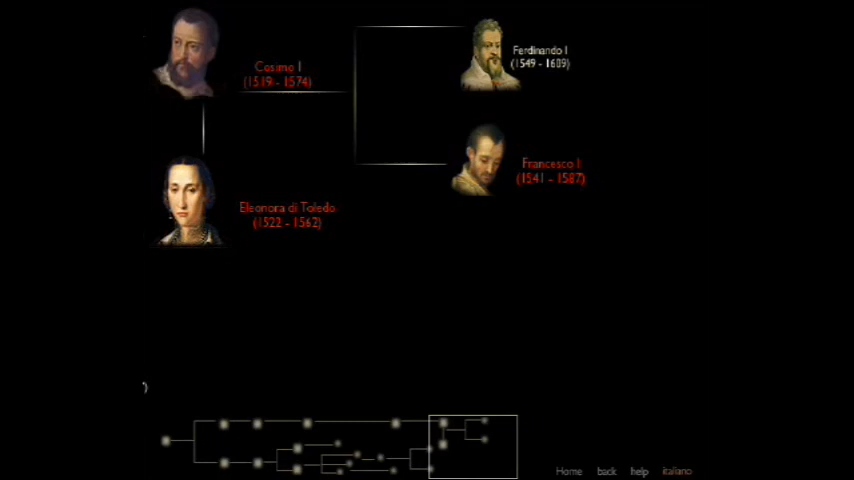 Cosimo I
(1519 - 1574)
Ferdinando I
(1549 - 1609)
Francesco I
(1541 - 1587)
Eleonora di Toledo
(1522 - 1562)
)
Home back help italiano